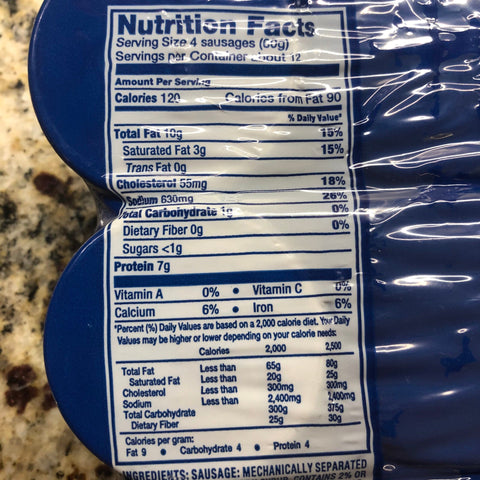 Nutrition Facts
Serving Size 4 sausages (60g)
Servings per Container about 12
Amount Per Serving
Calories 120 Calories from Fat 90
% Daily Value*
Total Fat 10g 15%
Saturated Fat 3g 15%
Trans Fat 0g
Cholesterol 55mg 18%
Sodium 630mg 26%
Total Carbohydrate 1g 0%
Dietary Fiber 0g 0%
Sugars <1g
Protein 7g
Vitamin A 0% • Vitamin C 0%
Calcium 6% • Iron 6%
*Percent (%) Daily Values are based on a 2,000 calorie diet. Your Daily
Values may be higher or lower depending on your calorie needs:
Calories 2,000 2,500
Total Fat Less than 65g 80g
Saturated Fat Less than 20g 25g
Cholesterol Less than 300mg 300mg
Sodium Less than 2,400mg 2,400mg
Total Carbohydrate 300g 375g
Dietary Fiber 25g 30g
Calories per gram:
Fat 9 • Carbohydrate 4 • Protein 4
INGREDIENTS: SAUSAGE: MECHANICALLY SEPARATED
CONTAINS 2% OR